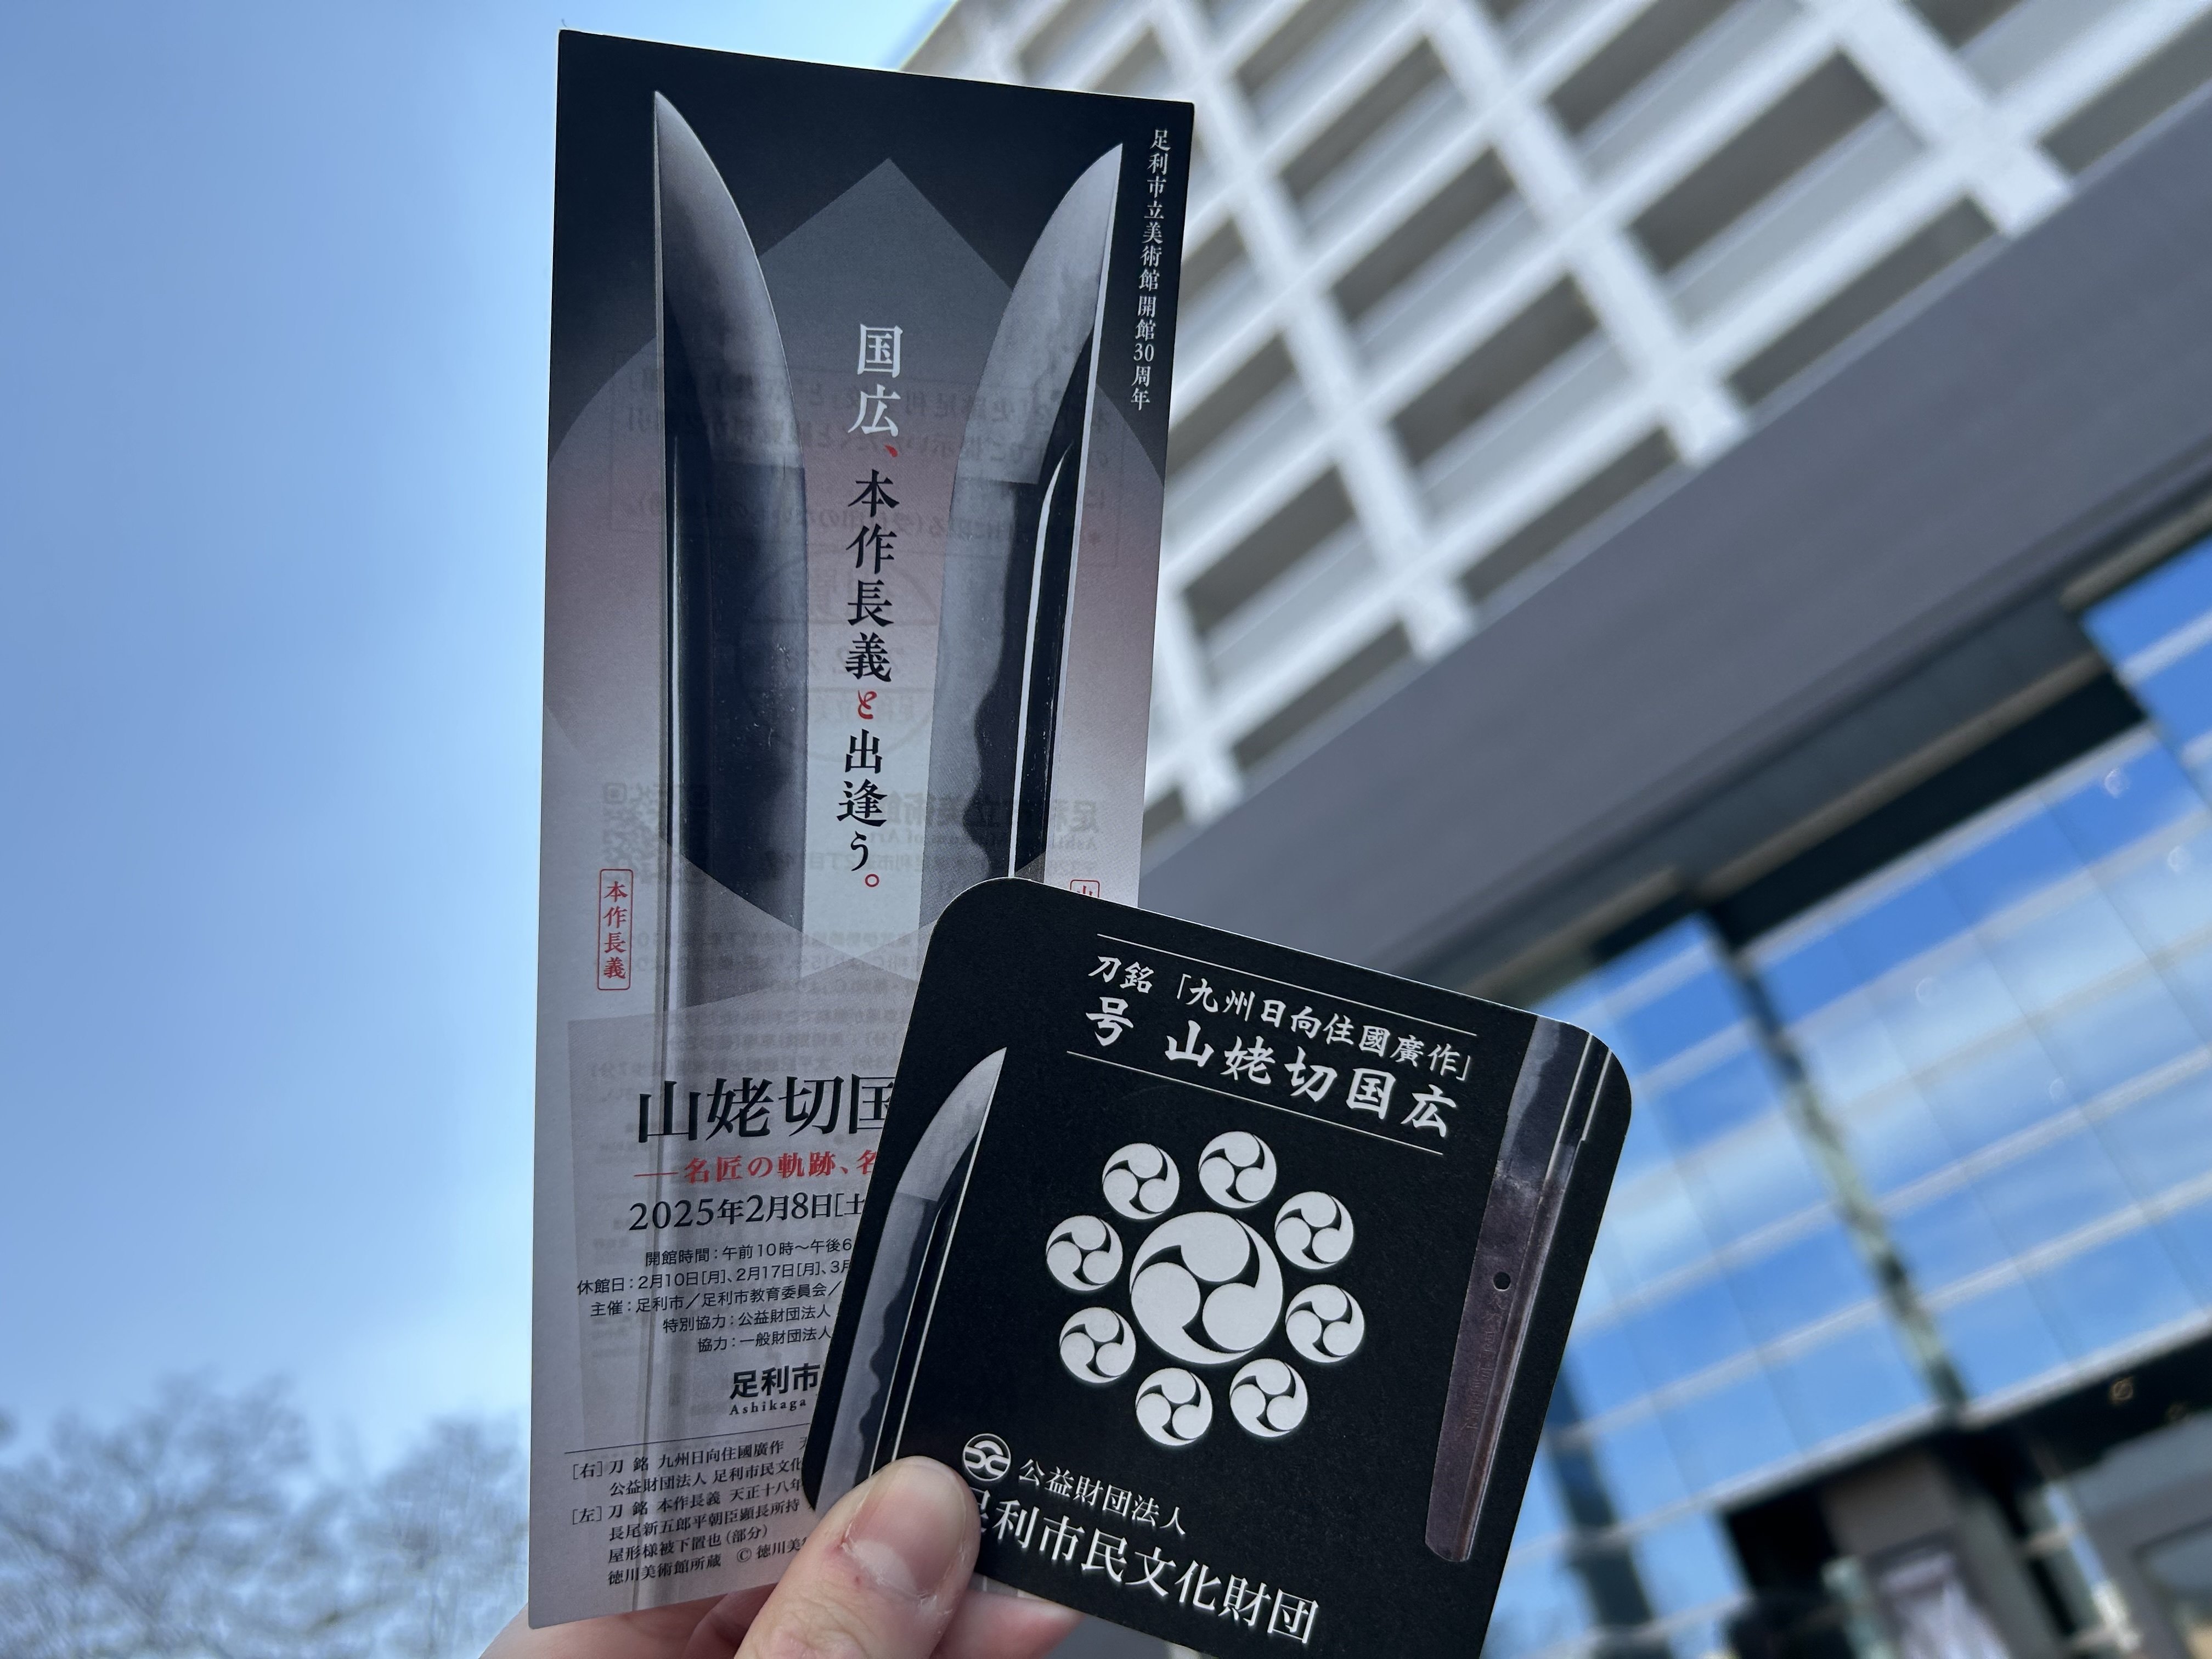 足利市立美術館 開館30周年
国広、本作長義と出逢う。
本作長義
山姥切国
―名匠の軌跡、名
2025年2月8日[土
開館時間：午前10時～午後6
休館日：2月10日[月]、2月17日[月]、3月
主催：足利市／足利市教育委員会／
特別協力：公益財団法人
協力：一般財団法人
足利市
Ashikaga
[右] 刀 銘 九州日向住國廣作
公益財団法人 足利市民文化
[左] 刀 銘 本作長義 天正十八年
長尾新五郎平朝臣顕長所持
屋形様被下置也（部分）
徳川美術館所蔵 © 徳川美
刀銘「九州日向住國廣作」
号 山姥切国広
公益財団法人
足利市民文化財団